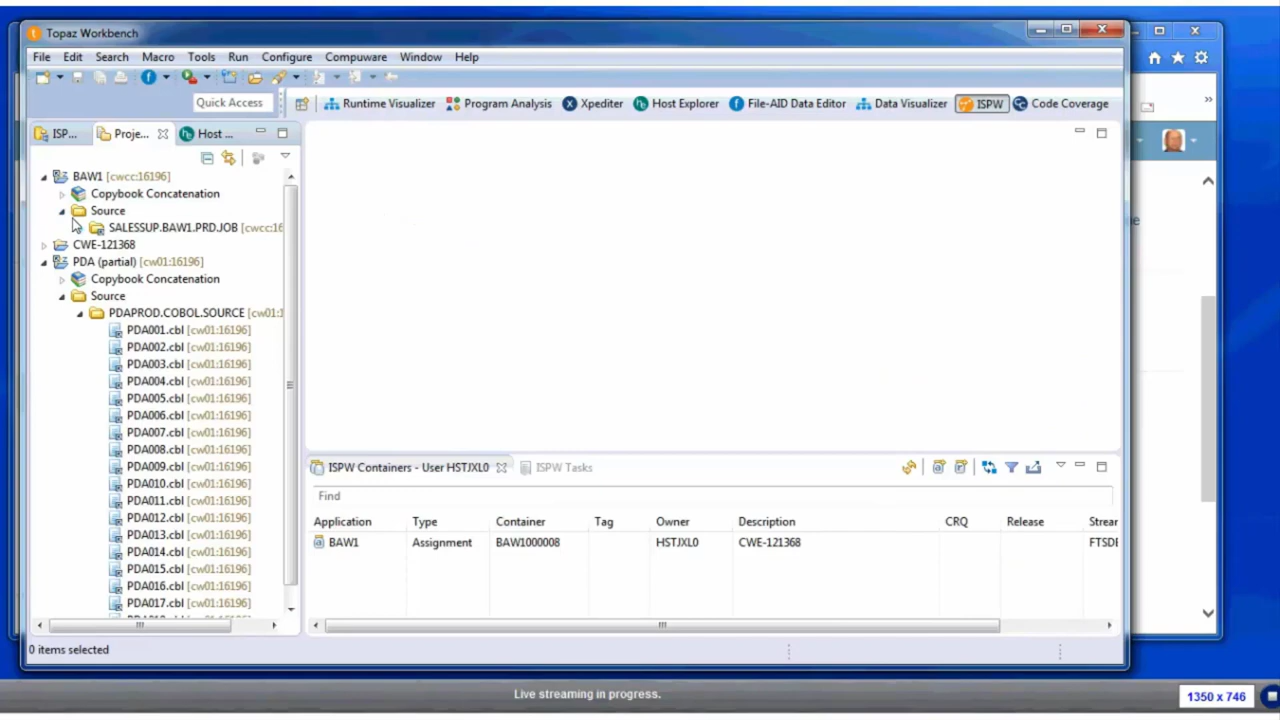 Topaz Workbench
File Edit Search Macro Tools Run Configure Compuware Window Help
Quick Access Runtime Visualizer Program Analysis Xpediter Host Explorer File-AID Data Editor Data Visualizer ISPW Code Coverage
ISP... Proje... Host ...
BAW1 [cwcc:16196]
Copybook Concatenation
Source
SALESSUP.BAW1.PRD.JOB [cwcc:16
CWE-121368
PDA (partial) [cw01:16196]
Copybook Concatenation
Source
PDAPROD.COBOL.SOURCE [cw01:1
PDA001.cbl [cw01:16196]
PDA002.cbl [cw01:16196]
PDA003.cbl [cw01:16196]
PDA004.cbl [cw01:16196]
PDA005.cbl [cw01:16196]
PDA006.cbl [cw01:16196]
PDA007.cbl [cw01:16196]
PDA008.cbl [cw01:16196]
PDA009.cbl [cw01:16196]
PDA010.cbl [cw01:16196]
PDA011.cbl [cw01:16196]
PDA012.cbl [cw01:16196]
PDA013.cbl [cw01:16196]
PDA014.cbl [cw01:16196]
PDA015.cbl [cw01:16196]
PDA016.cbl [cw01:16196]
PDA017.cbl [cw01:16196]
ISPW Containers - User HSTJXL0 ISPW Tasks
Find
Application Type Container Tag Owner Description CRQ Release Strear
BAW1 Assignment BAW1000008 HSTJXL0 CWE-121368 FTSDE
0 items selected
Live streaming in progress.
1350 x 746